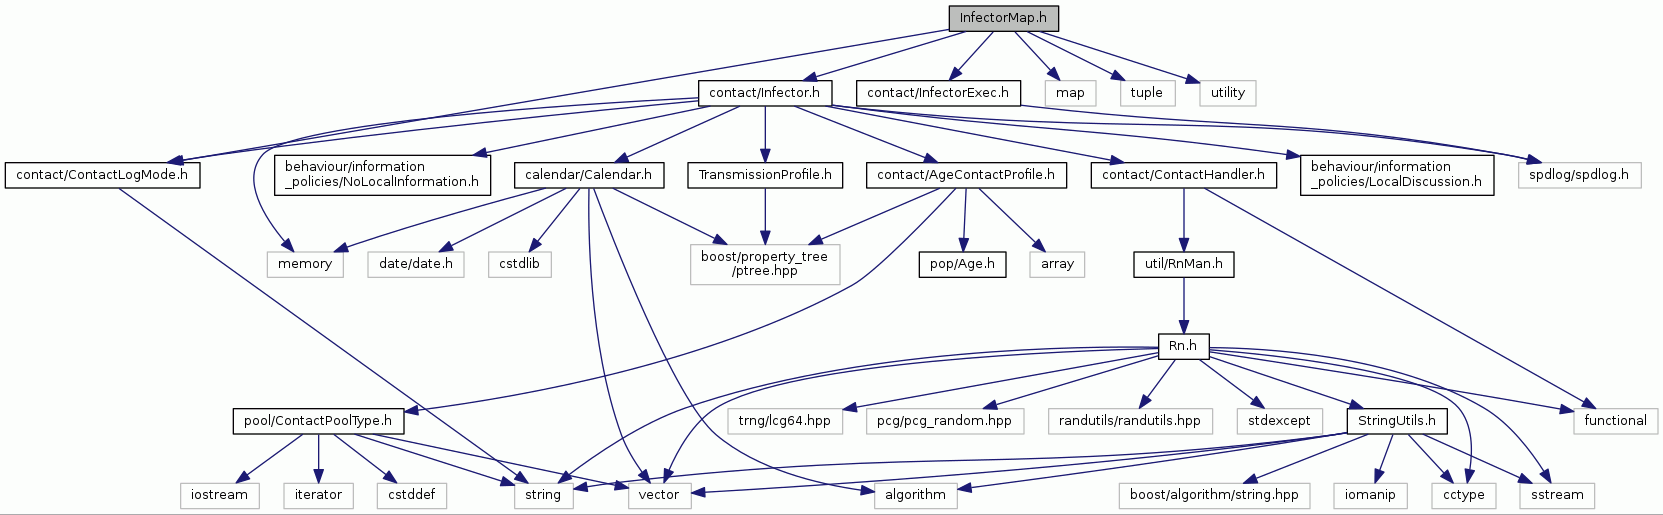 InfectorMap.h
contact/Infector.h
contact/InfectorExec.h
map
tuple
utility
contact/ContactLogMode.h
behaviour/information
_policies/NoLocalInformation.h
calendar/Calendar.h
TransmissionProfile.h
contact/AgeContactProfile.h
contact/ContactHandler.h
behaviour/information
_policies/LocalDiscussion.h
spdlog/spdlog.h
memory
date/date.h
cstdlib
boost/property_tree
/ptree.hpp
pop/Age.h
array
util/RnMan.h
Rn.h
pool/ContactPoolType.h
trng/lcg64.hpp
pcg/pcg_random.hpp
randutils/randutils.hpp
stdexcept
StringUtils.h
functional
iostream
iterator
cstddef
string
vector
algorithm
boost/algorithm/string.hpp
iomanip
cctype
sstream